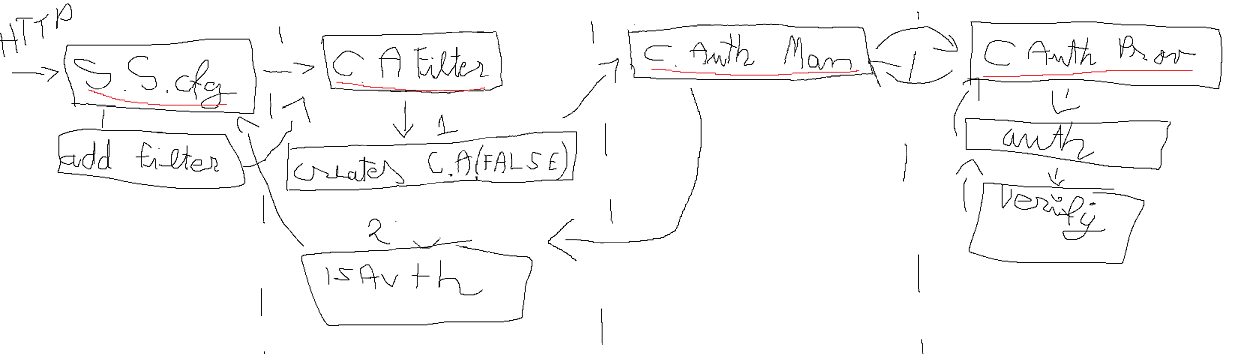 HTTP
S.S.cfg
add filter
C.A Filter
1
creates C.A(FALSE)
2
isAuth
C.Auth Man
C Auth Prov
auth
verify